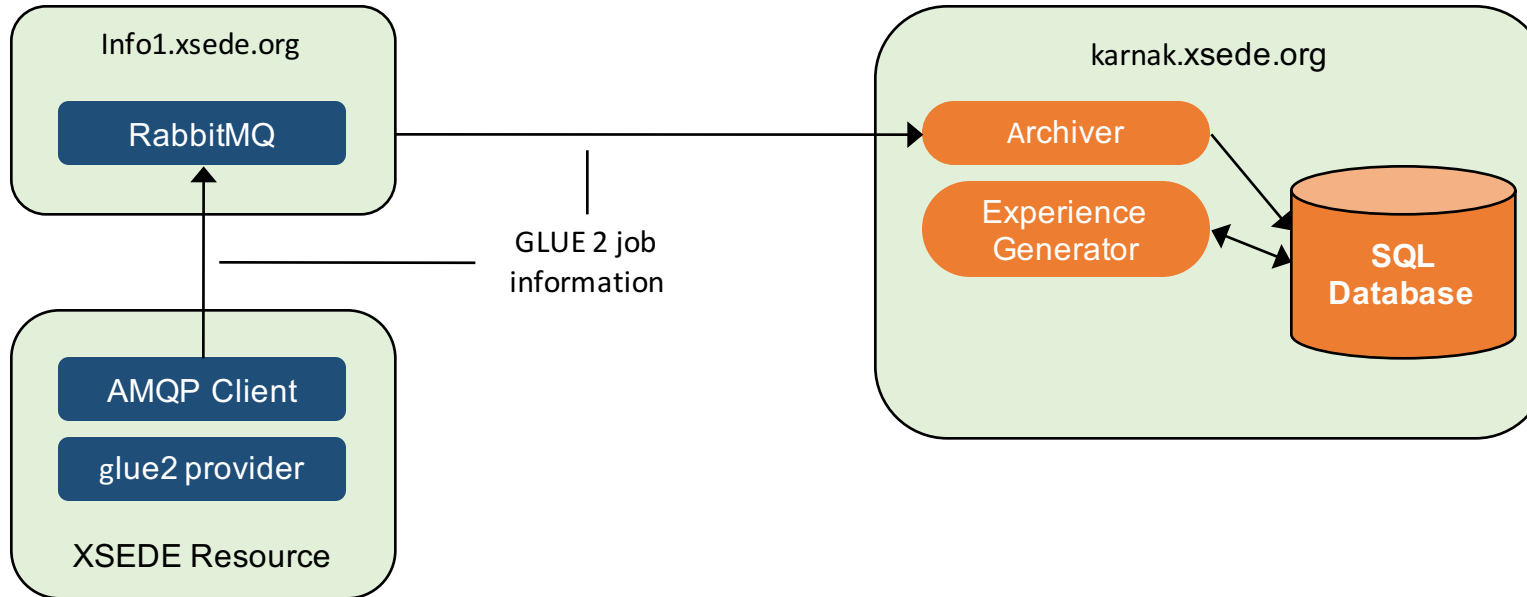 Info1.xsede.org
RabbitMQ
karnak.xsede.org
Archiver
Experience
Generator
SQL
Database
GLUE 2 job
information
AMQP Client
glue2 provider
XSEDE Resource